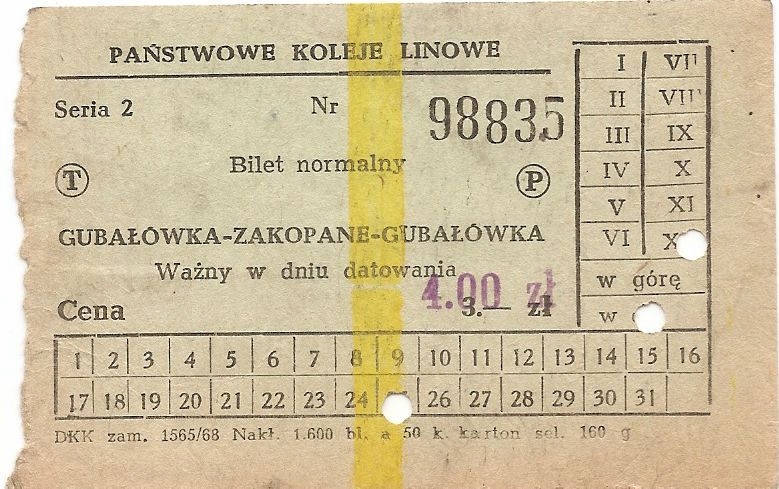 PAŃSTWOWE KOLEJE LINOWE
Seria 2 Nr 98835
Bilet normalny
T P
GUBAŁÓWKA-ZAKOPANE-GUBAŁÓWKA
Ważny w dniu datowania
Cena 3.— zł
4.00 zł
I VII
II VIII
III IX
IV X
V XI
VI
w górę
w
1 2 3 4 5 6 7 8 9 10 11 12 13 14 15 16
17 18 19 20 21 22 23 24 26 27 28 29 30 31
DKK zam. 1565/68 Nakł. 1.600 bl. a 50 k. karton sel. 160 g